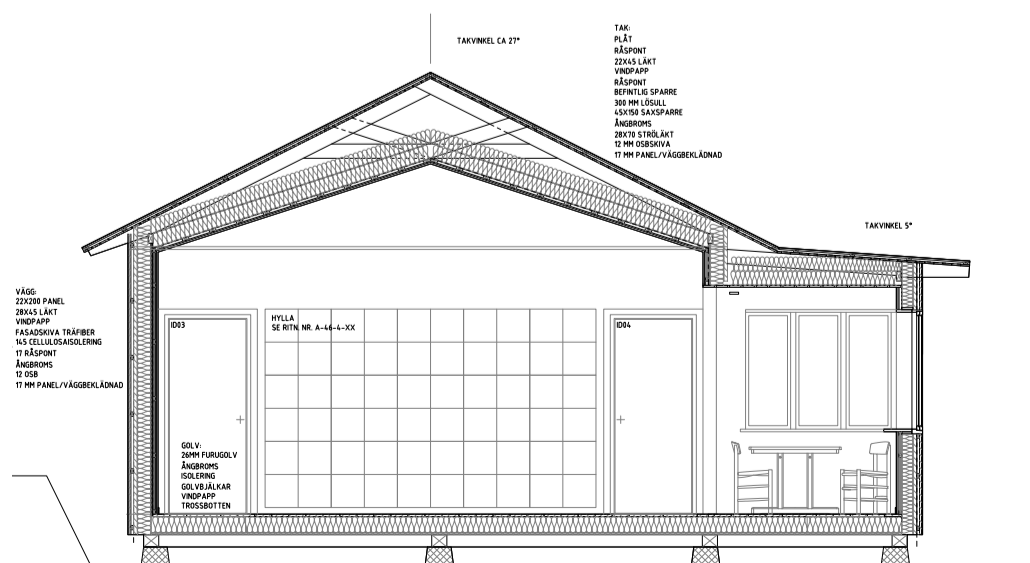 TAKVINKEL CA 27°
TAK:
PLÅT
RÅSPONT
22X45 LÄKT
VINDPAPP
RÅSPONT
BEFINTLIG SPARRE
300 MM LÖSULL
45X150 SAXSPARRE
ÅNGBROMS
28X70 STRÖLÄKT
12 MM OSBSKIVA
17 MM PANEL/VÄGGBEKLÄDNAD
TAKVINKEL 5°
VÄGG:
22X200 PANEL
28X45 LÄKT
VINDPAPP
FASADSKIVA TRÄFIBER
145 CELLULOSAISOLERING
17 RÅSPONT
ÅNGBROMS
12 OSB
17 MM PANEL/VÄGGBEKLÄDNAD
ID03
HYLLA
SE RITN. NR. A-46-4-XX
ID04
GOLV:
26MM FURUGOLV
ÅNGBROMS
ISOLERING
GOLVBJÄLKAR
VINDPAPP
TROSSBOTTEN